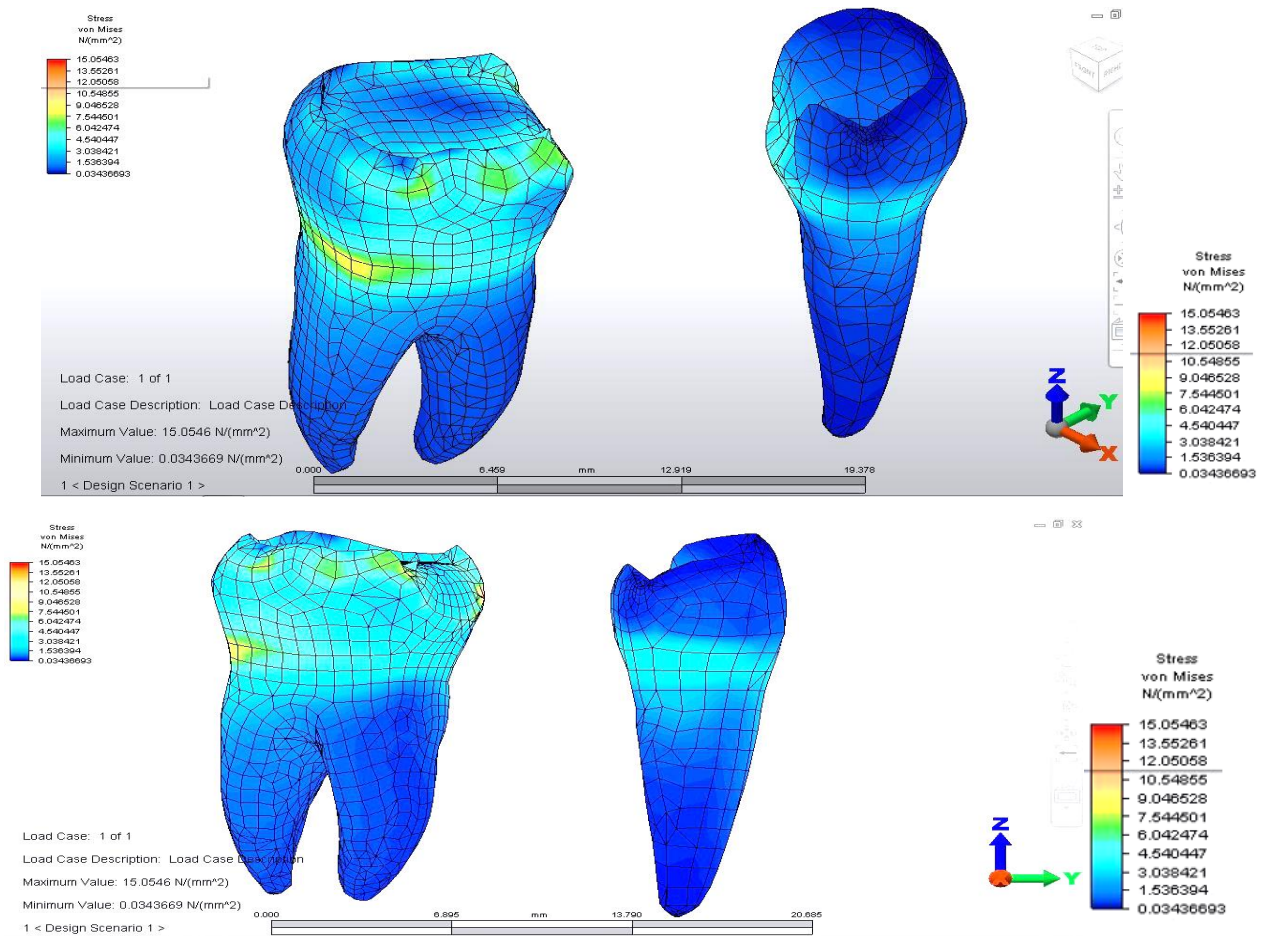 Stress
von Mises
N/(mm^2)
15.05463
13.55261
12.05058
10.54855
9.046528
7.544501
6.042474
4.540447
3.038421
1.536394
0.03436693
Load Case: 1 of 1
Load Case Description: Load Case Description
Maximum Value: 15.0546 N/(mm^2)
Minimum Value: 0.0343669 N/(mm^2)
1 < Design Scenario 1 >
0.000 6.459 mm 12.919 19.378
TOP
FRONT
Z
Y
X
Stress
von Mises
N/(mm^2)
15.05463
13.55261
12.05058
10.54855
9.046528
7.544501
6.042474
4.540447
3.038421
1.536394
0.03436693
Stress
von Mises
N/(mm^2)
15.05463
13.55261
12.05058
10.54855
9.046528
7.544501
6.042474
4.540447
3.038421
1.536394
0.03436693
Load Case: 1 of 1
Load Case Description: Load Case Description
Maximum Value: 15.0546 N/(mm^2)
Minimum Value: 0.0343669 N/(mm^2)
1 < Design Scenario 1 >
0.000 6.895 mm 13.790 20.685
Z
Y
Stress
von Mises
N/(mm^2)
15.05463
13.55261
12.05058
10.54855
9.046528
7.544501
6.042474
4.540447
3.038421
1.536394
0.03436693